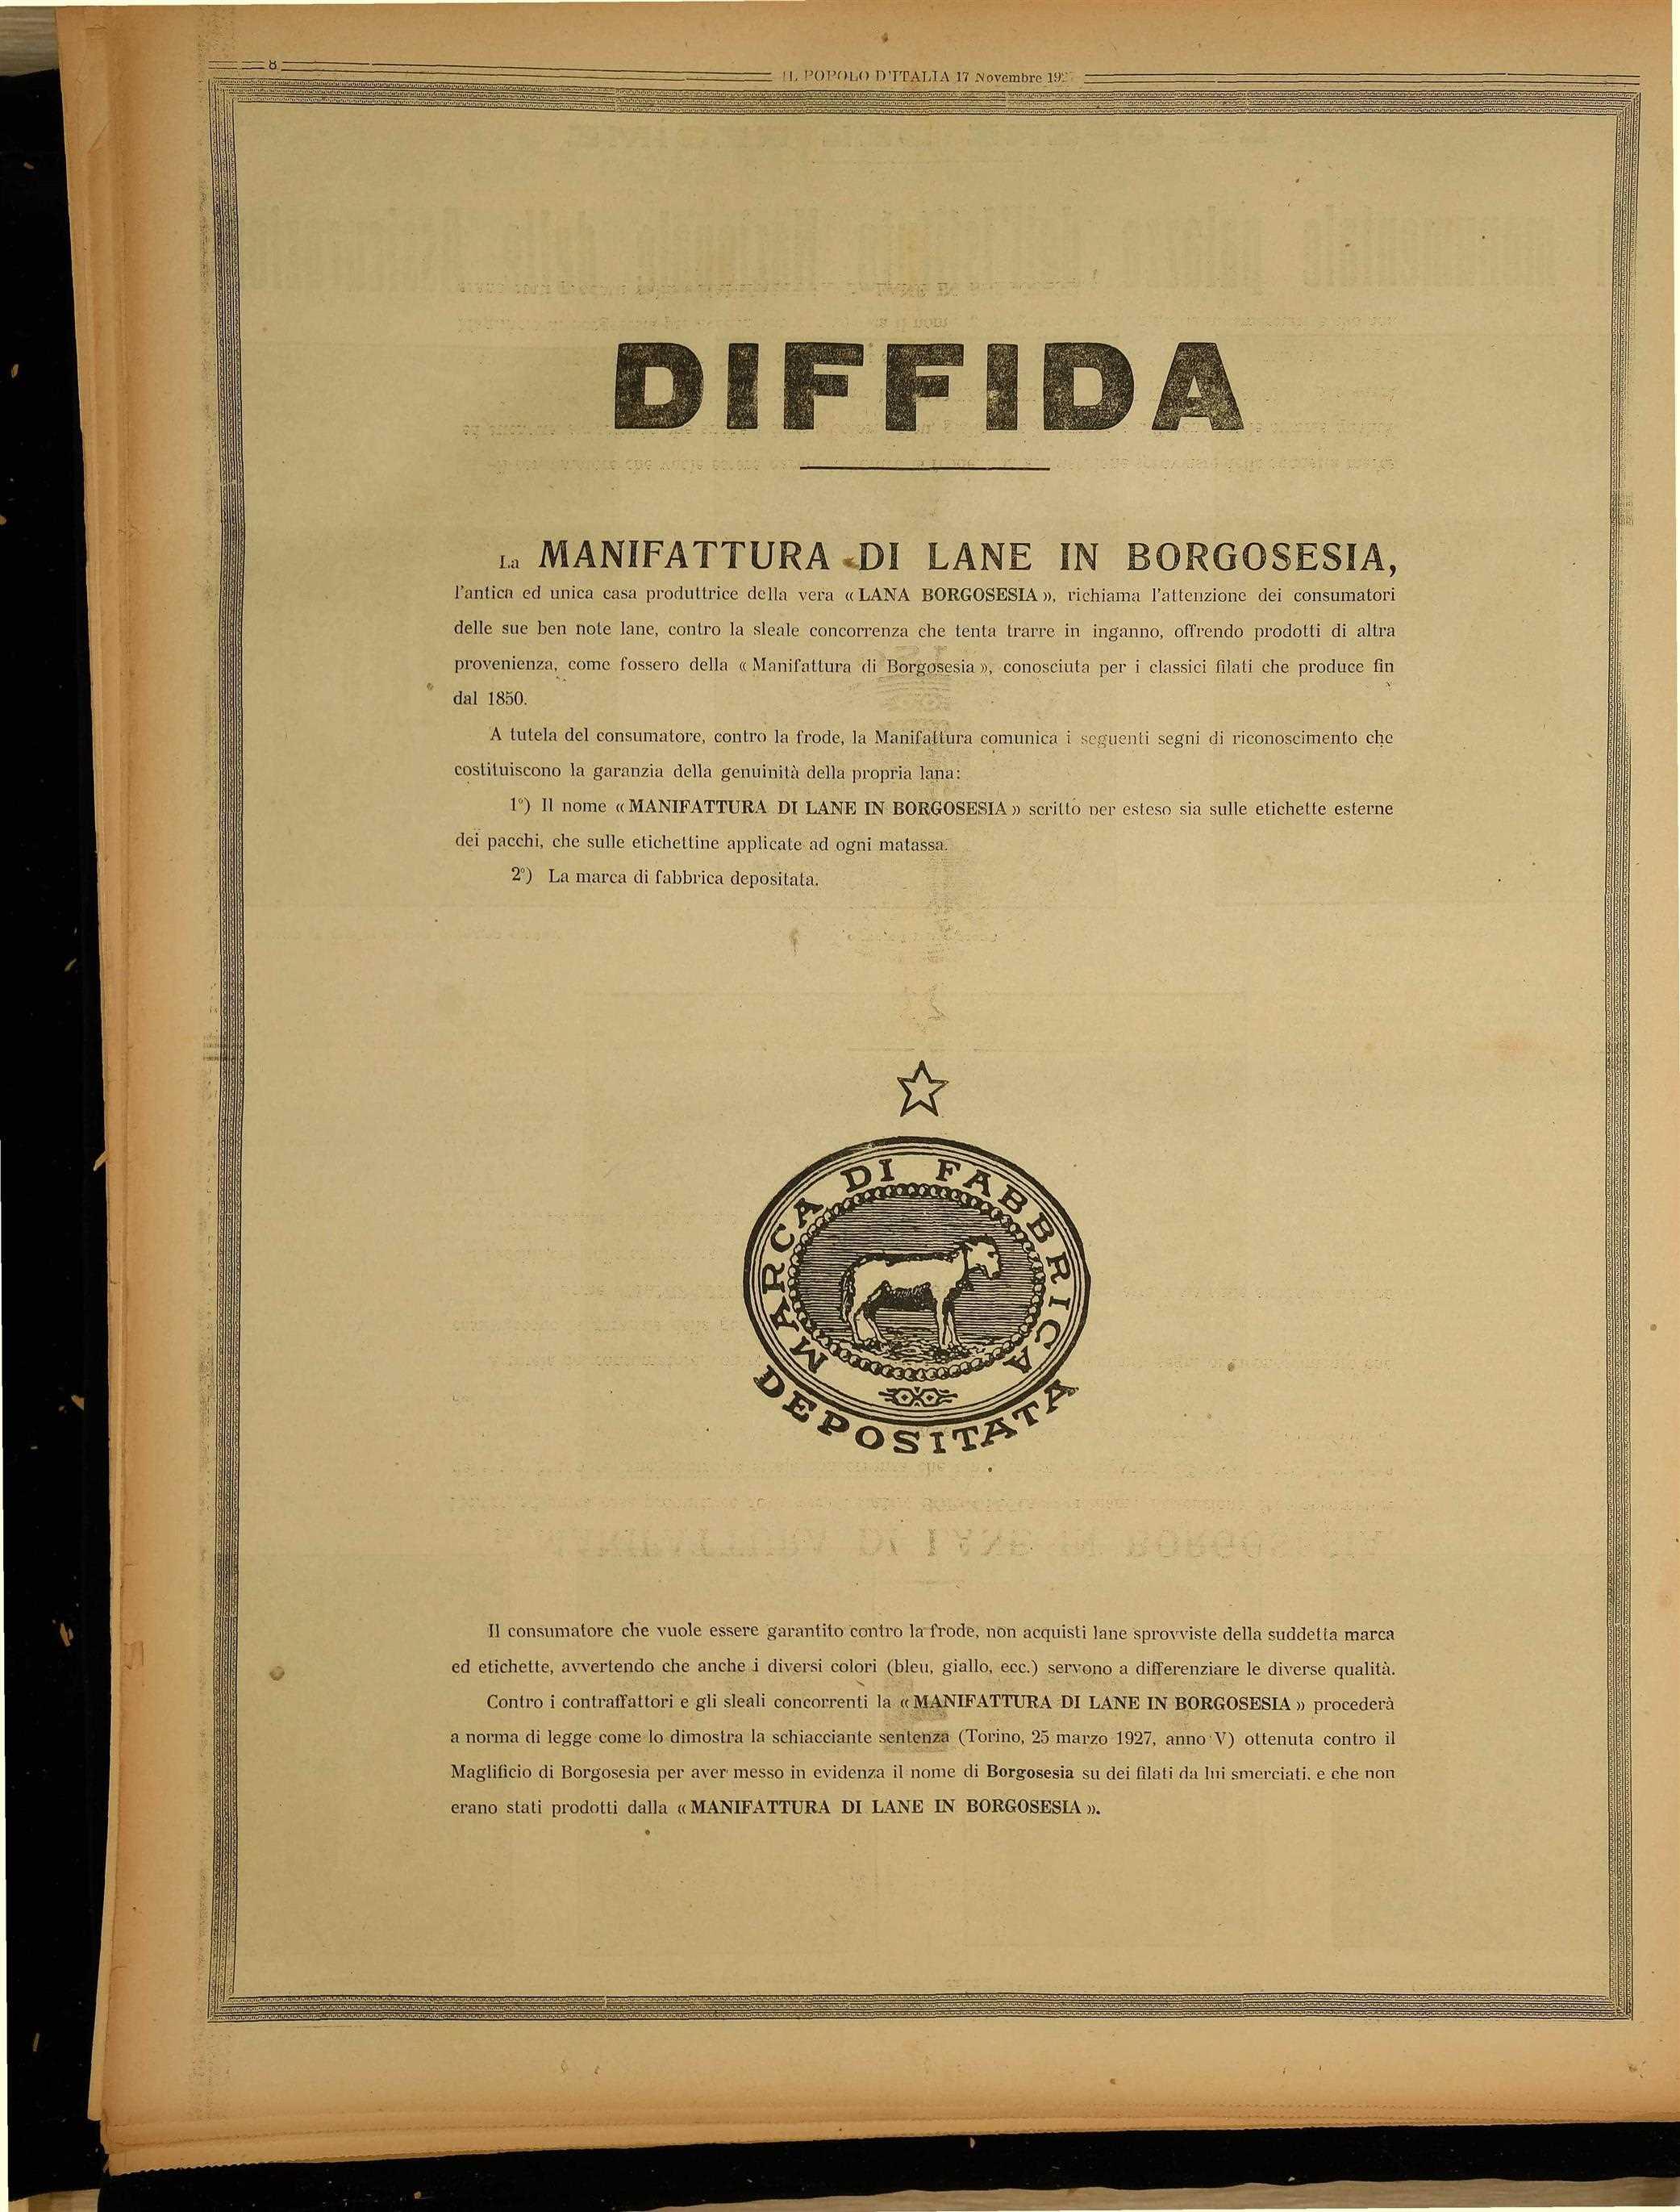 8
IL POPOLO D'ITALIA 17 Novembre
DIFFIDA
La MANIFATTURA DI LANE IN BORGOSESIA,
l'antica ed unica casa produttrice della vera « LANA BORGOSESIA », richiama l'attenzione dei consumatori
delle sue ben note lane, contro la sleale concorrenza che tenta trarre in inganno, offrendo prodotti di altra
provenienza, come fossero della « Manifattura di Borgosesia », conosciuta per i classici filati che produce fin
dal 1850.
A tutela del consumatore, contro la frode, la Manifattura comunica i seguenti segni di riconoscimento che
costituiscono la garanzia della genuinità della propria lana:
1°) Il nome « MANIFATTURA DI LANE IN BORGOSESIA » scritto per esteso sia sulle etichette esterne
dei pacchi, che sulle etichettine applicate ad ogni matassa.
2°) La marca di fabbrica depositata.
MARCA DI FABBRICA
DEPOSITATA
Il consumatore che vuole essere garantito contro la frode, non acquisti lane sprovviste della suddetta marca
ed etichette, avvertendo che anche i diversi colori (bleu, giallo, ecc.) servono a differenziare le diverse qualità.
Contro i contraffattori e gli sleali concorrenti la « MANIFATTURA DI LANE IN BORGOSESIA » procederà
a norma di legge come lo dimostra la schiacciante sentenza (Torino, 25 marzo 1927, anno V) ottenuta contro il
Maglificio di Borgosesia per aver messo in evidenza il nome di Borgosesia su dei filati da lui smerciati. e che non
erano stati prodotti dalla « MANIFATTURA DI LANE IN BORGOSESIA ».